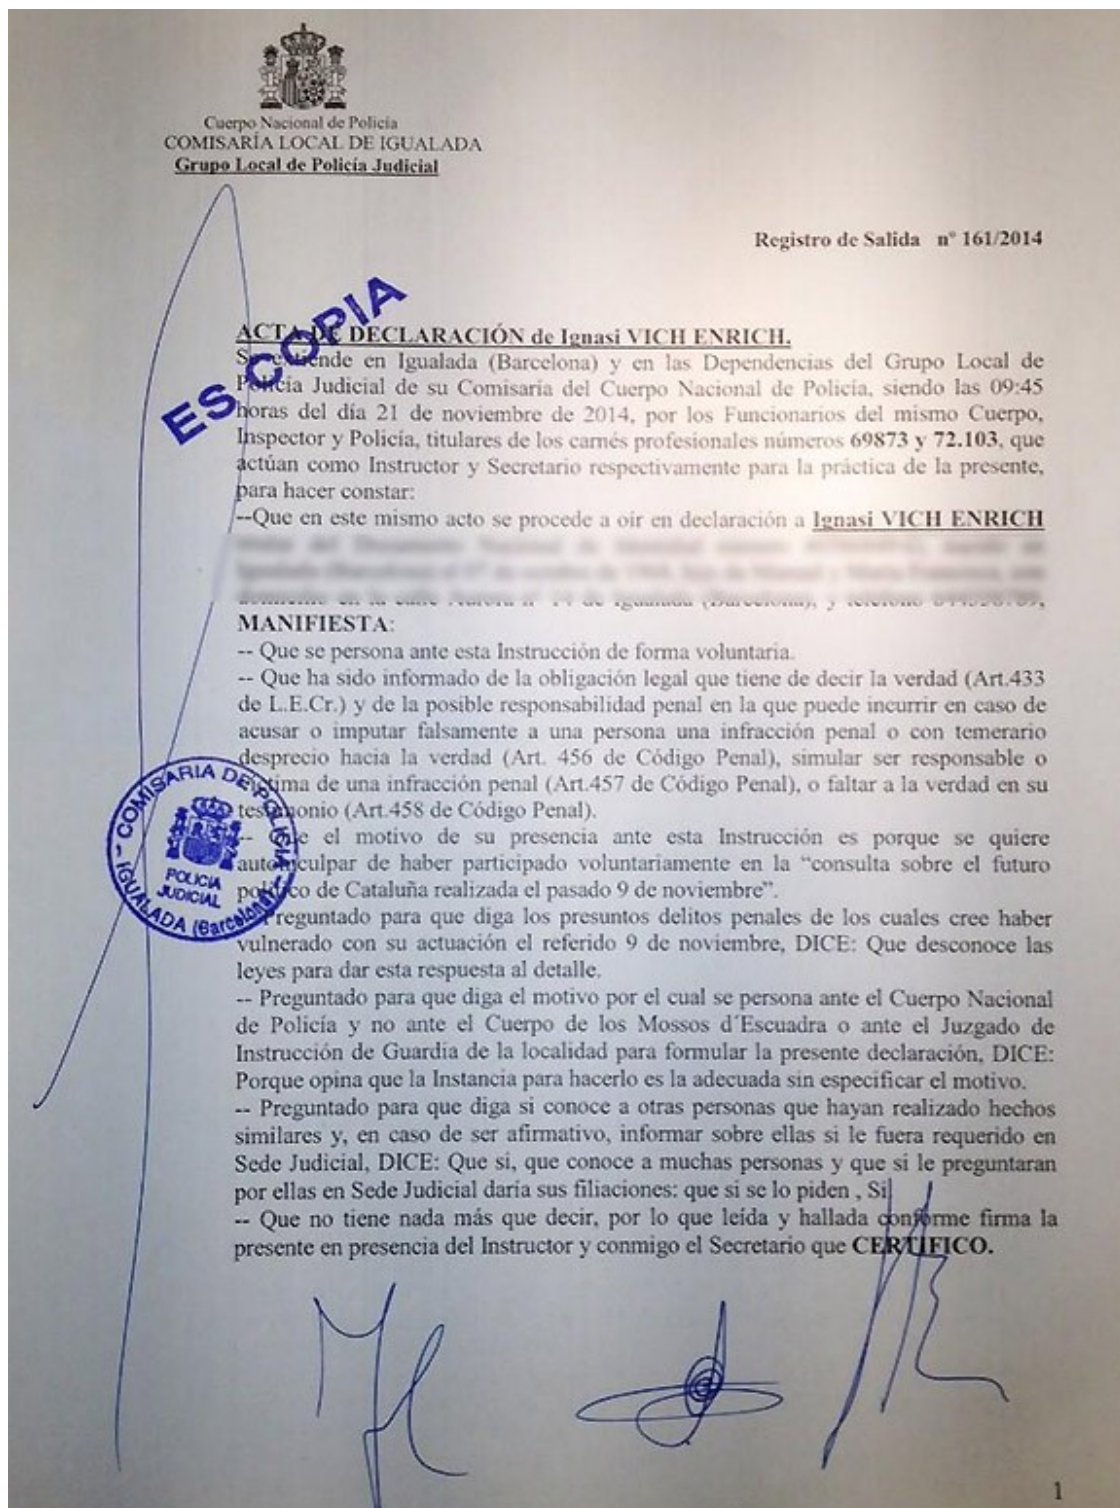 Cuerpo Nacional de Policía
COMISARÍA LOCAL DE IGUALADA
Grupo Local de Policía Judicial
Registro de Salida nº 161/2014
ES COPIA
ACTA DE DECLARACIÓN de Ignasi VICH ENRICH.
Se extiende en Igualada (Barcelona) y en las Dependencias del Grupo Local de
Policía Judicial de su Comisaría del Cuerpo Nacional de Policía, siendo las 09:45
horas del día 21 de noviembre de 2014, por los Funcionarios del mismo Cuerpo,
Inspector y Policía, titulares de los carnés profesionales números 69873 y 72.103, que
actúan como Instructor y Secretario respectivamente para la práctica de la presente,
para hacer constar:
--Que en este mismo acto se procede a oir en declaración a Ignasi VICH ENRICH
MANIFIESTA:
-- Que se persona ante esta Instrucción de forma voluntaria.
-- Que ha sido informado de la obligación legal que tiene de decir la verdad (Art.433
de L.E.Cr.) y de la posible responsabilidad penal en la que puede incurrir en caso de
acusar o imputar falsamente a una persona una infracción penal o con temerario
desprecio hacia la verdad (Art. 456 de Código Penal), simular ser responsable o
víctima de una infracción penal (Art.457 de Código Penal), o faltar a la verdad en su
testimonio (Art.458 de Código Penal).
-- Que el motivo de su presencia ante esta Instrucción es porque se quiere
autoinculpar de haber participado voluntariamente en la “consulta sobre el futuro
político de Cataluña realizada el pasado 9 de noviembre”.
-- Preguntado para que diga los presuntos delitos penales de los cuales cree haber
vulnerado con su actuación el referido 9 de noviembre, DICE: Que desconoce las
leyes para dar esta respuesta al detalle.
-- Preguntado para que diga el motivo por el cual se persona ante el Cuerpo Nacional
de Policía y no ante el Cuerpo de los Mossos d´Escuadra o ante el Juzgado de
Instrucción de Guardia de la localidad para formular la presente declaración, DICE:
Porque opina que la Instancia para hacerlo es la adecuada sin especificar el motivo.
-- Preguntado para que diga si conoce a otras personas que hayan realizado hechos
similares y, en caso de ser afirmativo, informar sobre ellas si le fuera requerido en
Sede Judicial, DICE: Que si, que conoce a muchas personas y que si le preguntaran
por ellas en Sede Judicial daría sus filiaciones: que si se lo piden , Si
-- Que no tiene nada más que decir, por lo que leída y hallada conforme firma la
presente en presencia del Instructor y conmigo el Secretario que CERTIFICO.
COMISARIA DE POLICIA
POLICIA
JUDICIAL
IGUALADA (Barcelona)
1